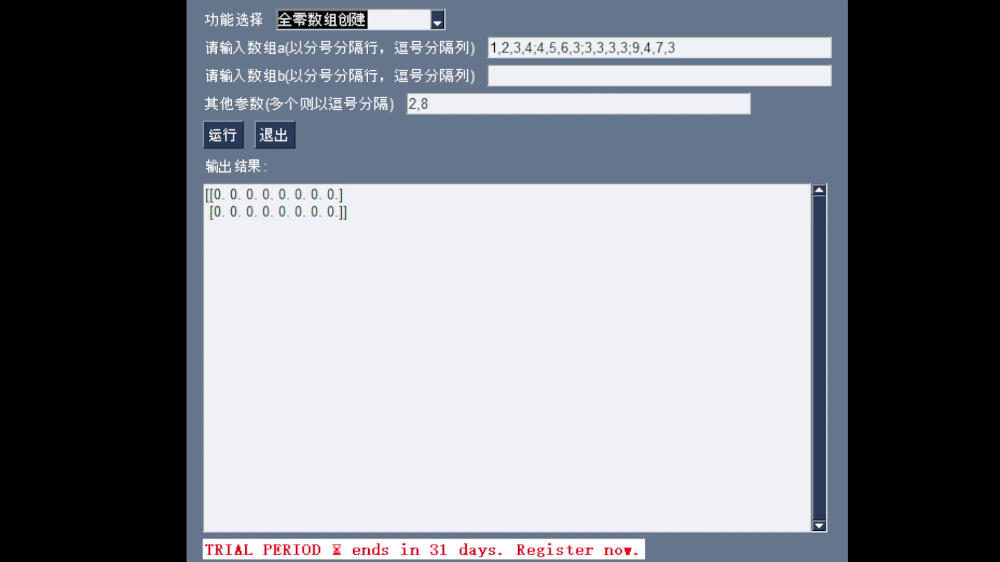 功能选择 全零数组创建
请输入数组a(以分号分隔行，逗号分隔列) 1,2,3,4;4,5,6,3;3,3,3,3;9,4,7,3
请输入数组b(以分号分隔行，逗号分隔列)
其他参数(多个则以逗号分隔) 2,8
运行 退出
输出结果:
[[0. 0. 0. 0. 0. 0. 0. 0.]
[0. 0. 0. 0. 0. 0. 0. 0.]]
TRIAL PERIOD ⏳ ends in 31 days. Register now.